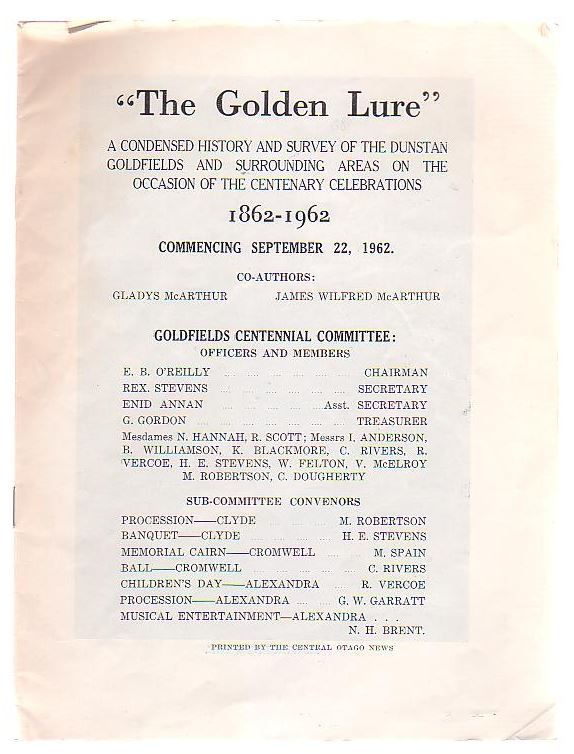 “The Golden Lure”
A CONDENSED HISTORY AND SURVEY OF THE DUNSTAN
GOLDFIELDS AND SURROUNDING AREAS ON THE
OCCASION OF THE CENTENARY CELEBRATIONS
1862-1962
COMMENCING SEPTEMBER 22, 1962.
CO-AUTHORS:
GLADYS McARTHUR JAMES WILFRED McARTHUR
GOLDFIELDS CENTENNIAL COMMITTEE:
OFFICERS AND MEMBERS
E. B. O'REILLY .. .... .... .... .... CHAIRMAN
REX. STEVENS .... .... .... .... .... .... SECRETARY
ENID ANNAN .... .... .... .... Asst. SECRETARY
G. GORDON .... .... .... .... .... .... TREASURER
Mesdames N. HANNAH, R. SCOTT; Messrs I. ANDERSON,
B. WILLIAMSON, K. BLACKMORE, C. RIVERS, R.
VERCOE, H. E. STEVENS, W. FELTON, V. McELROY
M. ROBERTSON, C. DOUGHERTY
SUB-COMMITTEE CONVENORS
PROCESSION——CLYDE .... .... .... M. ROBERTSON
BANQUET——CLYDE .... .... .... H. E. STEVENS
MEMORIAL CAIRN——CROMWELL .... .... M. SPAIN
BALL——CROMWELL .... .... .... .... C. RIVERS
CHILDREN'S DAY——ALEXANDRA .... R. VERCOE
PROCESSION——ALEXANDRA .... .... G. W. GARRATT
MUSICAL ENTERTAINMENT—ALEXANDRA . . .
N. H. BRENT.
PRINTED BY THE CENTRAL OTAGO NEWS